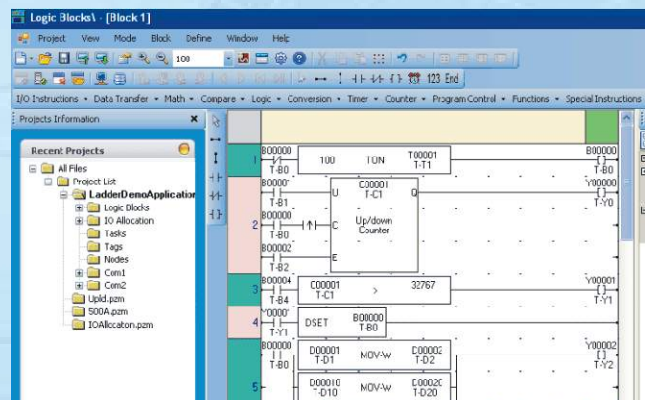 Logic Blocks\ - [Block 1]
Project View Mode Block Define Window Help
100
123 End
I/O Instructions Data Transfer Math Compare Logic Conversion Timer Counter Program Control Functions Special Instructions
Projects Information
Recent Projects
All Files
Project List
LadderDemoApplication
Logic Blocks
IO Allocation
Tasks
Tags
Nodes
Com1
Com2
Upld.pzm
500A.pzm
IOAllocaton.pzm
1
B00000
T-B0
100 TON T00001
T-T1
B00000
T-B0
2
T-B1
U C00001 Q
T-C1
Y00000
T-Y0
B00000
T-B0
C Up/down
Counter
B00002
T-B2
E
3
B00004
T-B4
C00001
T-C1
> 32767
Y00001
T-Y1
4
T-Y1
DSET B00000
T-B0
5
B00000
T-B0
D00001
T-D1
MOV-W
D00002
T-D2
Y00002
T-Y2
D00010
T-D10
MOV-W
D00020
T-D20